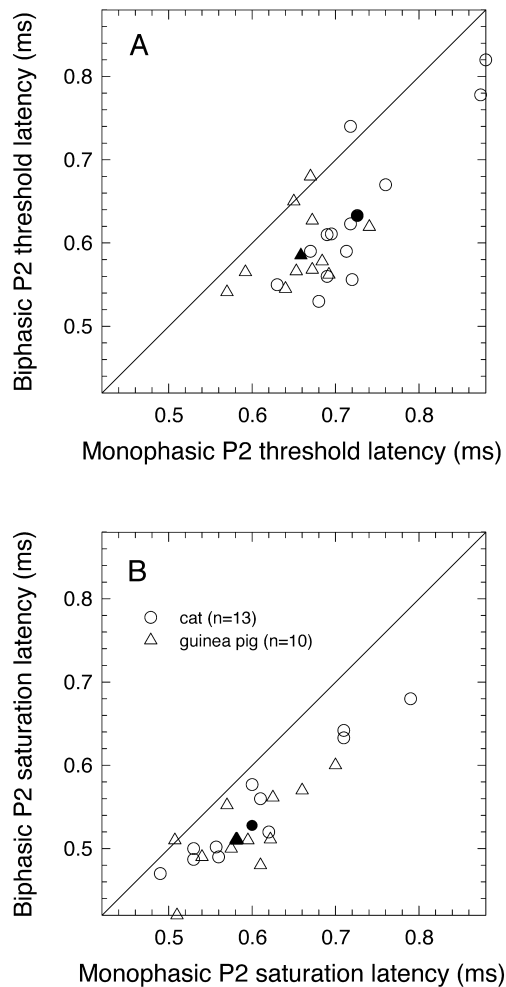 A
Biphasic P2 threshold latency (ms)
0.8
0.7
0.6
0.5
0.5 0.6 0.7 0.8
Monophasic P2 threshold latency (ms)
B
cat (n=13)
guinea pig (n=10)
Biphasic P2 saturation latency (ms)
0.8
0.7
0.6
0.5
0.5 0.6 0.7 0.8
Monophasic P2 saturation latency (ms)